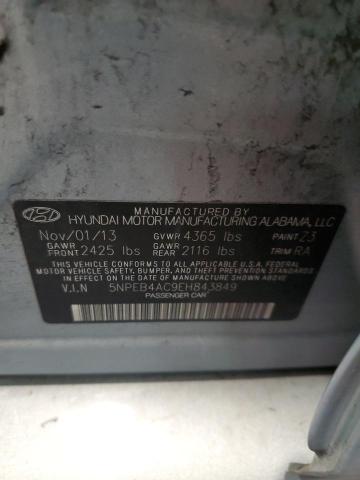 MANUFACTURED BY
HYUNDAI MOTOR MANUFACTURING ALABAMA, LLC
Nov/01/13 GVWR 4365 lbs PAINT Z3
GAWR FRONT 2425 lbs GAWR REAR 2116 lbs TRIM RA
THIS VEHICLE CONFORMS TO ALL APPLICABLE U.S. FEDERAL
MOTOR VEHICLE SAFETY, BUMPER, AND THEFT PREVENTION
STANDARDS IN EFFECT ON THE DATE OF MANUFACTURE SHOWN
ABOVE.
V.I.N 5NPEB4AC9EH843849
PASSENGER CAR